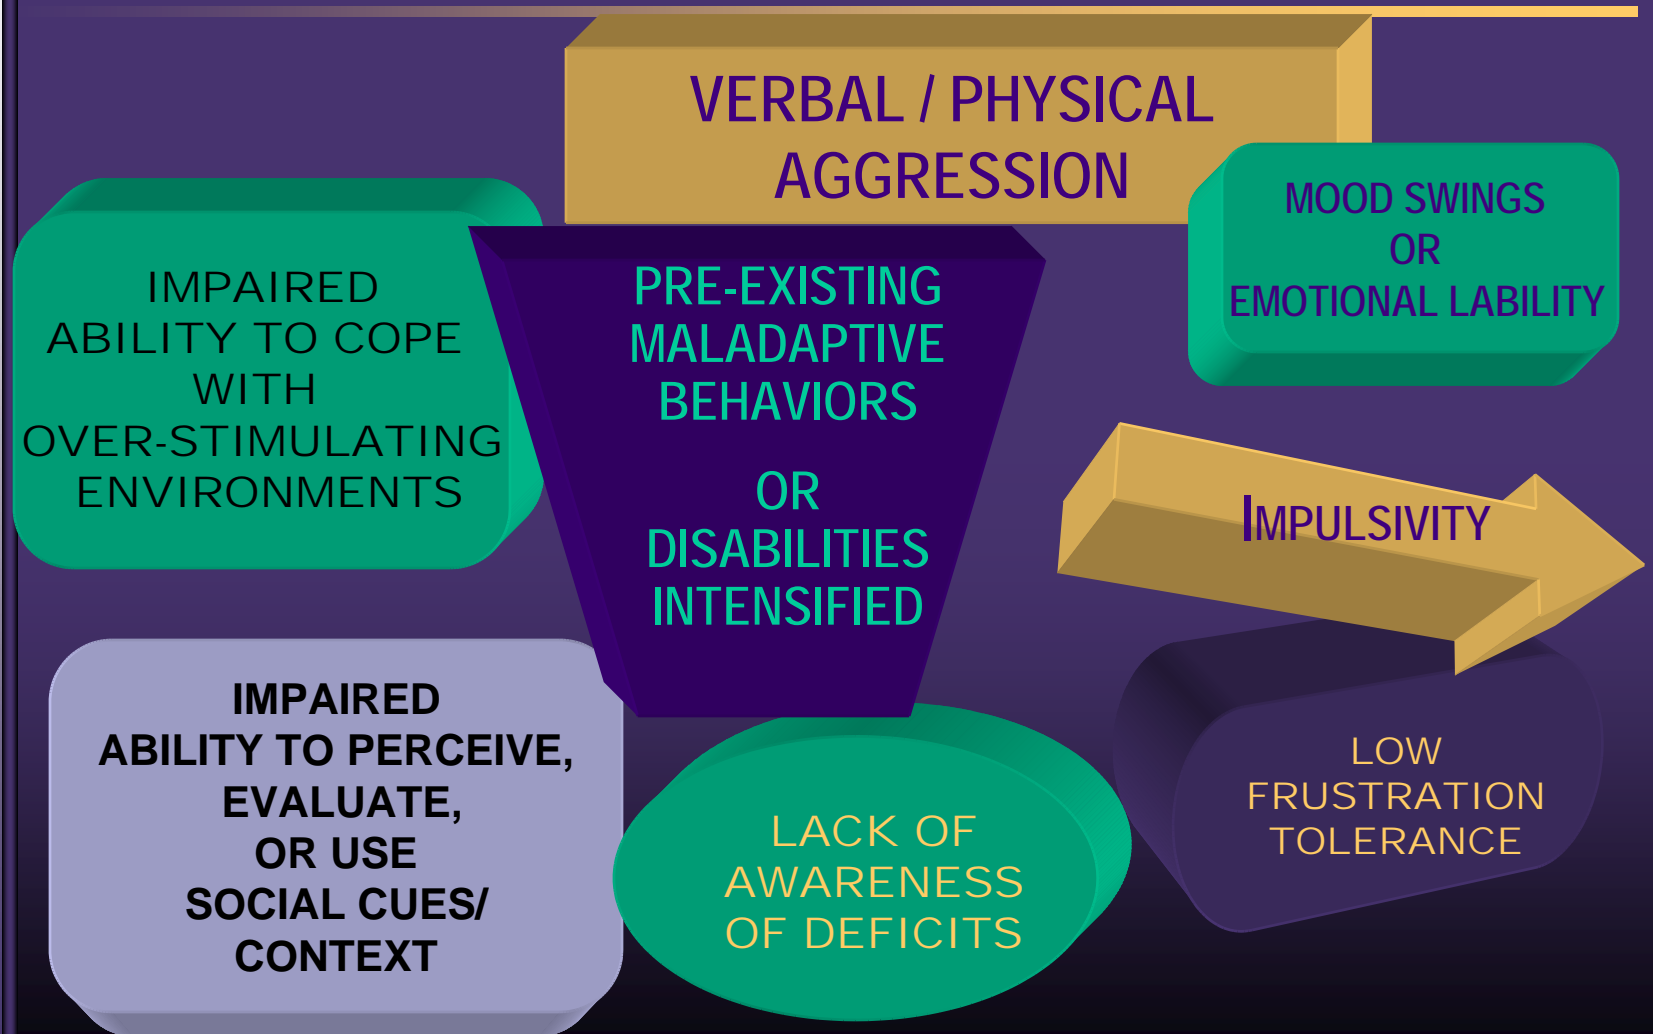 VERBAL / PHYSICAL
AGGRESSION
MOOD SWINGS
OR
EMOTIONAL LABILITY
IMPAIRED
ABILITY TO COPE
WITH
OVER-STIMULATING
ENVIRONMENTS
PRE-EXISTING
MALADAPTIVE
BEHAVIORS
OR
DISABILITIES
INTENSIFIED
IMPULSIVITY
IMPAIRED
ABILITY TO PERCEIVE,
EVALUATE,
OR USE
SOCIAL CUES/
CONTEXT
LACK OF
AWARENESS
OF DEFICITS
LOW
FRUSTRATION
TOLERANCE